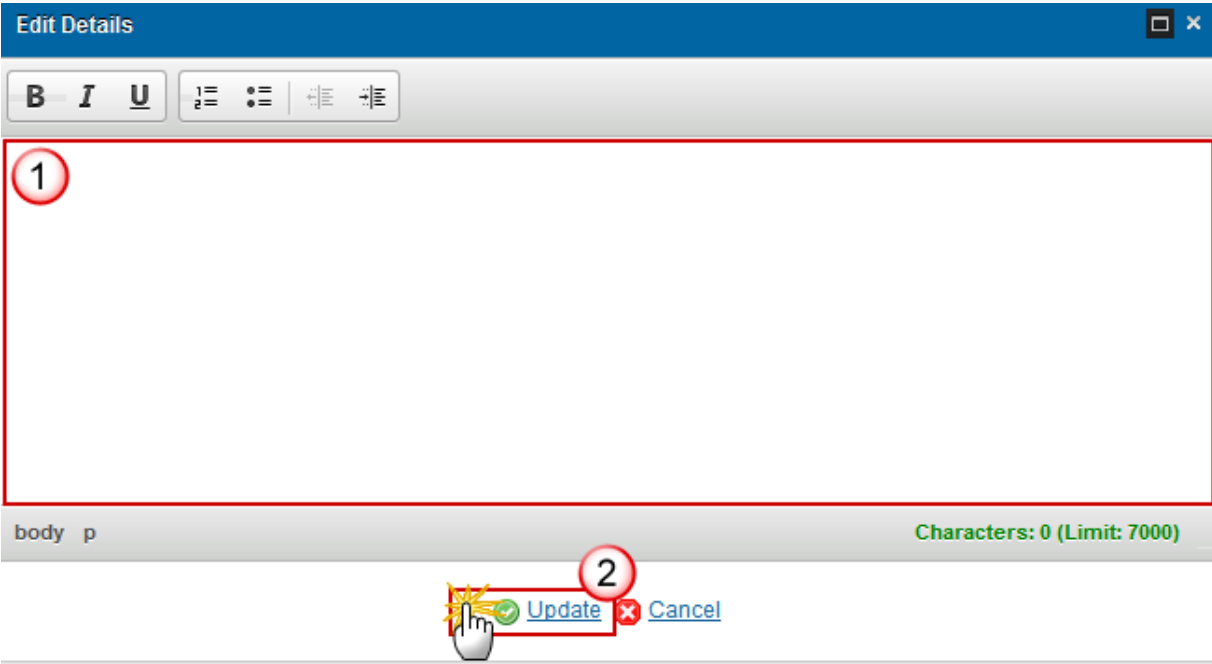 Edit Details
B I U
1
body p Characters: 0 (Limit: 7000)
2
Update Cancel